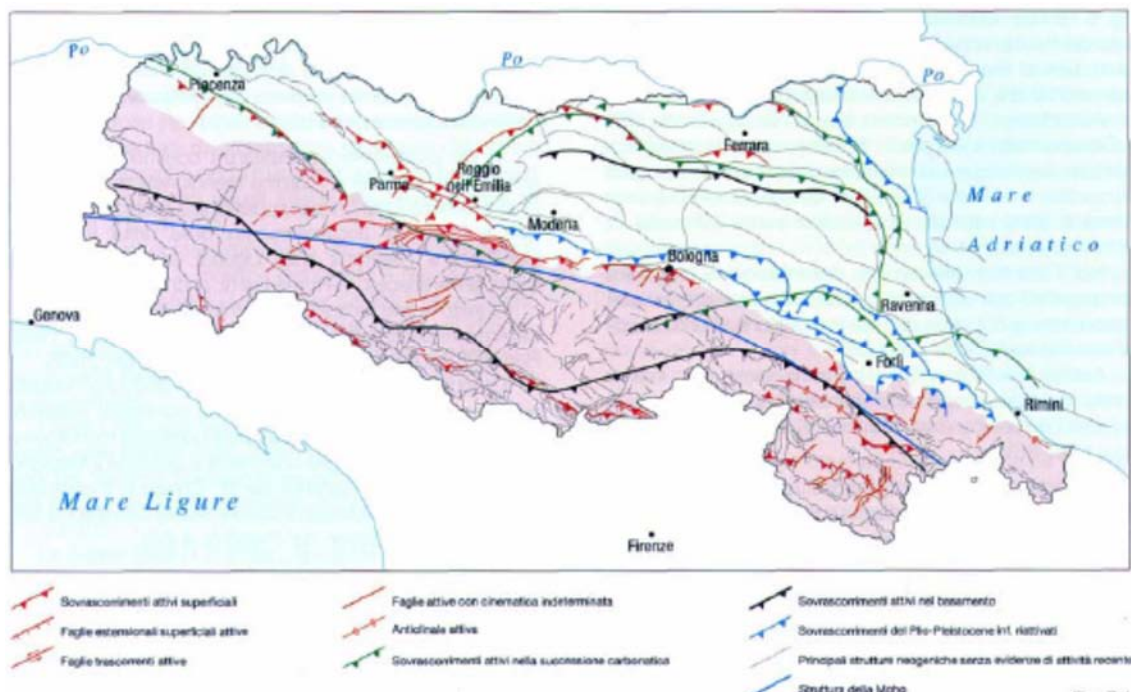 Po
Po
Po
Piacenza
Ferrara
Parma
Reggio
nell'Emilia
Modena
Mare
Adriatico
Bologna
Ravenna
Genova
Forlì
Rimini
Mare Ligure
Firenze
Sovrascorrimenti attivi superficiali
Faglie estensionali superficiali attive
Faglie trascorrenti attive
Faglie attive con cinematica indeterminata
Anticlinale attiva
Sovrascorrimenti attivi nella successione carbonatica
Sovrascorrimenti attivi nel basamento
Sovrascorrimenti del Plio-Pleistocene inf. riattivati
Principali strutture neogeniche senza evidenze di attività recente
Struttura della Moho